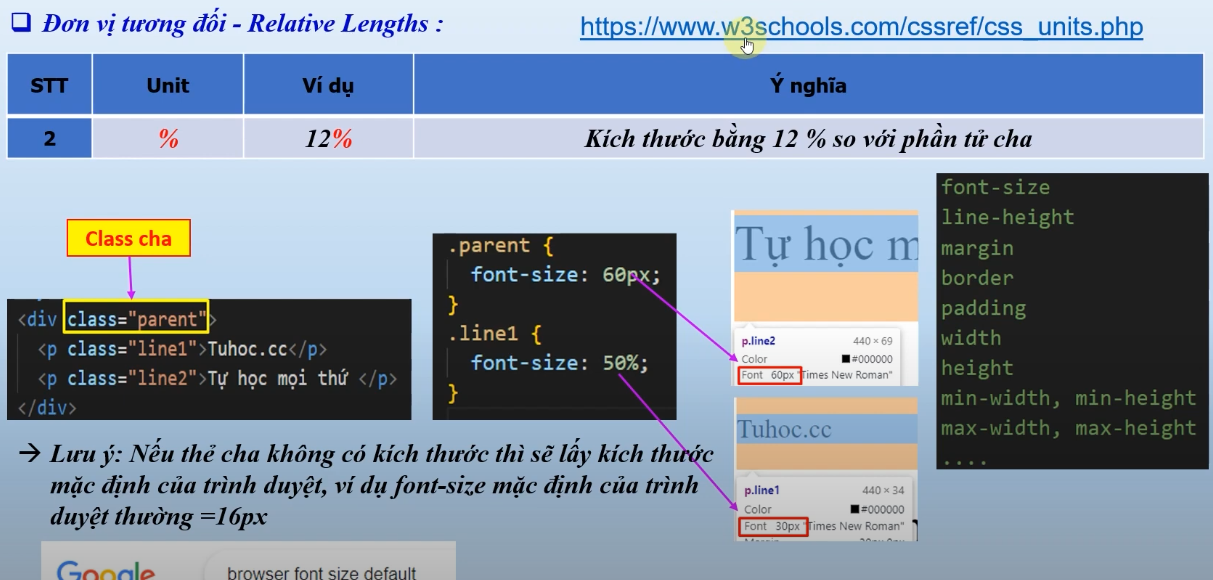 Đơn vị tương đối - Relative Lengths :
https://www.w3schools.com/cssref/css_units.php
STT Unit Ví dụ Ý nghĩa
2 % 12% Kích thước bằng 12 % so với phần tử cha
Class cha
<div class="parent">
<p class="line1">Tuhoc.cc</p>
<p class="line2">Tự học mọi thứ </p>
</div>
.parent {
font-size: 60px;
}
.line1 {
font-size: 50%;
}
Tự học m
p.line2 440 × 69
Color #000000
Font 60px "Times New Roman"
Tuhoc.cc
p.line1 440 × 34
Color #000000
Font 30px "Times New Roman"
font-size
line-height
margin
border
padding
width
height
min-width, min-height
max-width, max-height
....
→ Lưu ý: Nếu thẻ cha không có kích thước thì sẽ lấy kích thước
mặc định của trình duyệt, ví dụ font-size mặc định của trình
duyệt thường =16px
Google browser font size default